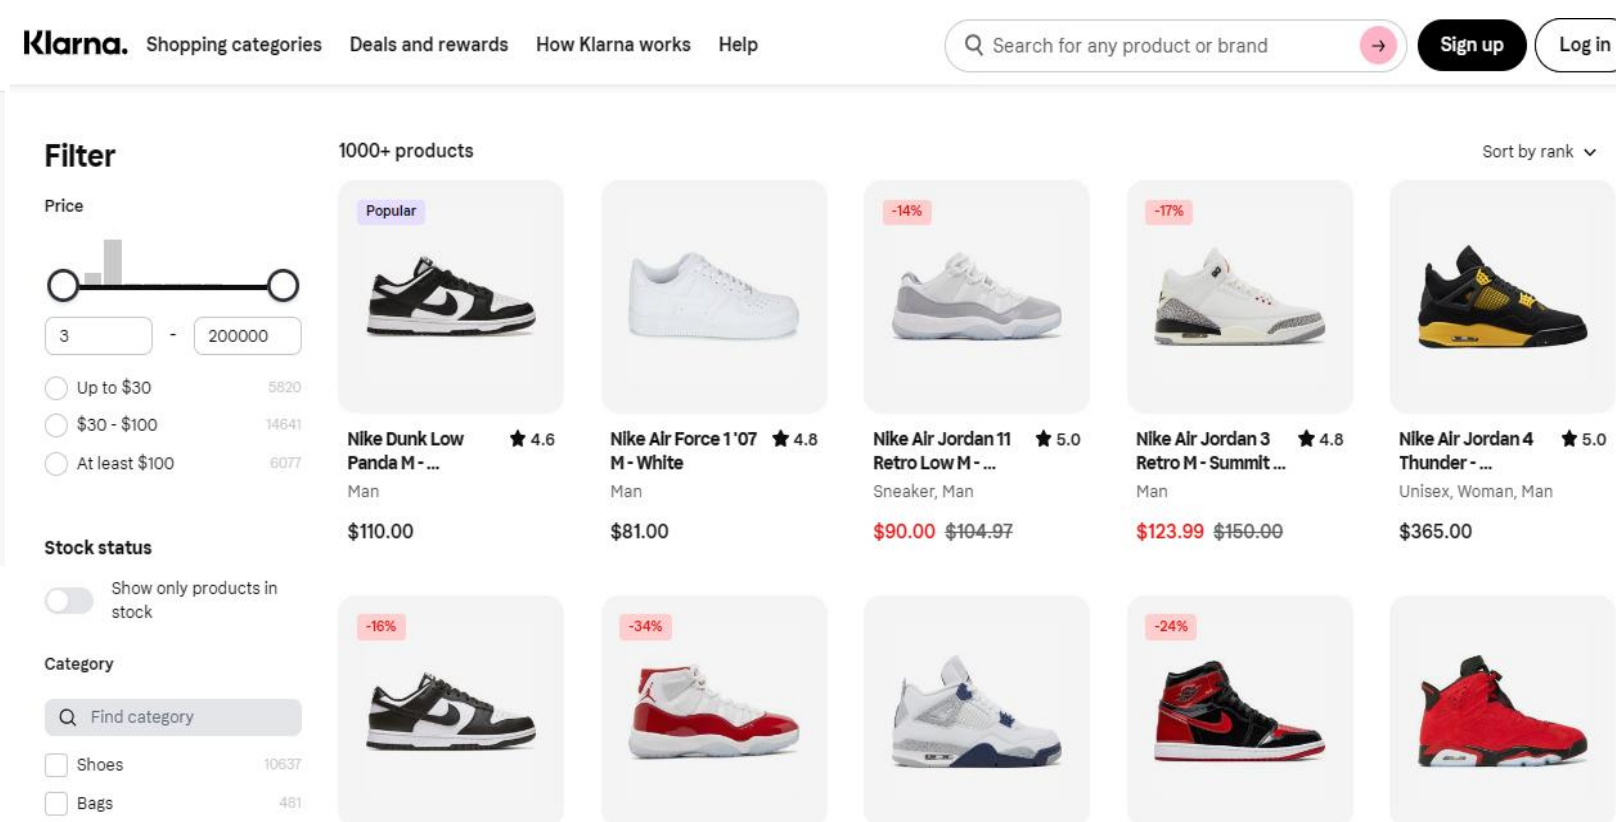 Klarna. Shopping categories Deals and rewards How Klarna works Help Search for any product or brand Sign up Log in
Filter
Price
3 - 200000
Up to $30 5820
$30 - $100 14641
At least $100 6077
Stock status
Show only products in
stock
Category
Find category
Shoes 10637
Bags 481
1000+ products Sort by rank
Popular -14% -17%
Nike Dunk Low 4.6
Panda M - ...
Man
$110.00
Nike Air Force 1 '07 4.8
M - White
Man
$81.00
Nike Air Jordan 11 5.0
Retro Low M - ...
Sneaker, Man
$90.00 $104.97
Nike Air Jordan 3 4.8
Retro M - Summit ...
Man
$123.99 $150.00
Nike Air Jordan 4 5.0
Thunder - ...
Unisex, Woman, Man
$365.00
-16% -34% -24%